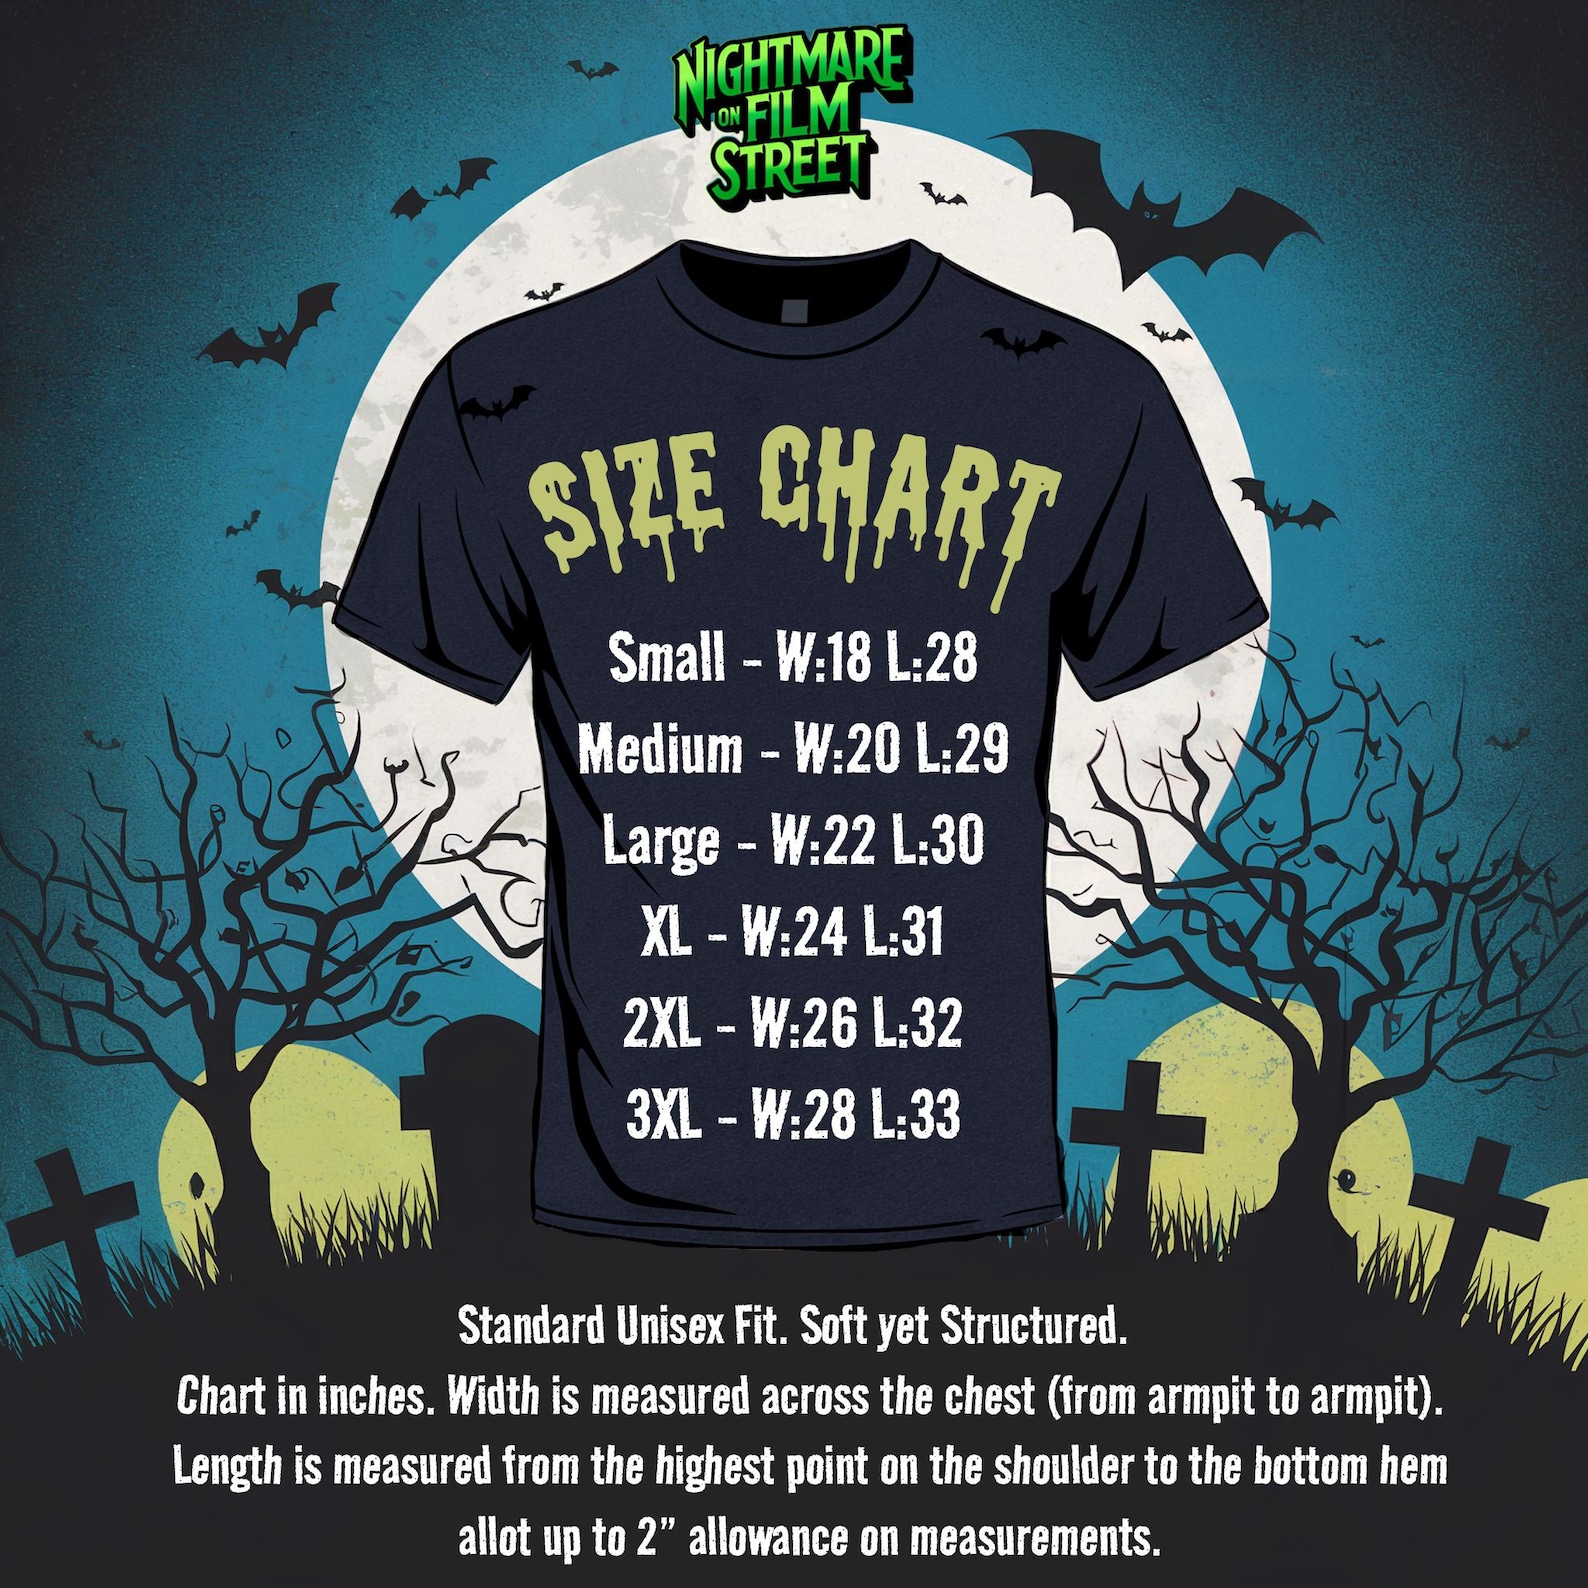 NIGHTMARE
ON FILM
STREET
SIZE CHART
Small - W:18 L:28
Medium - W:20 L:29
Large - W:22 L:30
XL - W:24 L:31
2XL - W:26 L:32
3XL - W:28 L:33
Standard Unisex Fit. Soft yet Structured.
Chart in inches. Width is measured across the chest (from armpit to armpit).
Length is measured from the highest point on the shoulder to the bottom hem
allot up to 2” allowance on measurements.